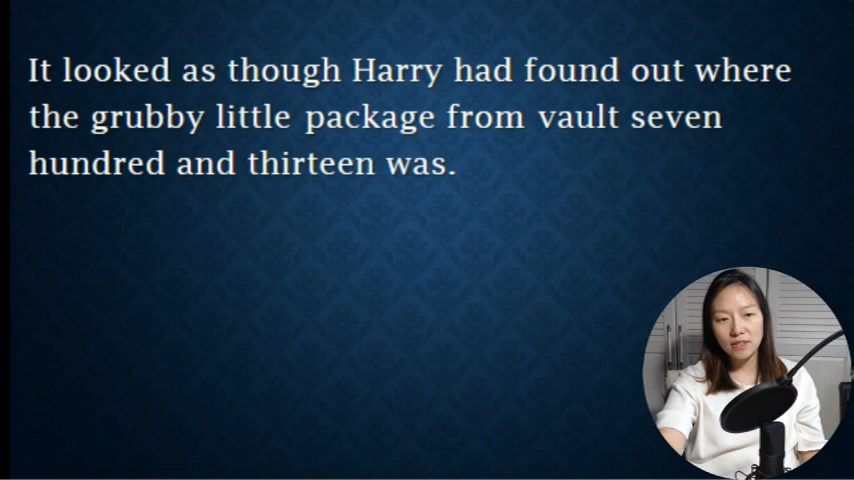 It looked as though Harry had found out where
the grubby little package from vault seven
hundred and thirteen was.